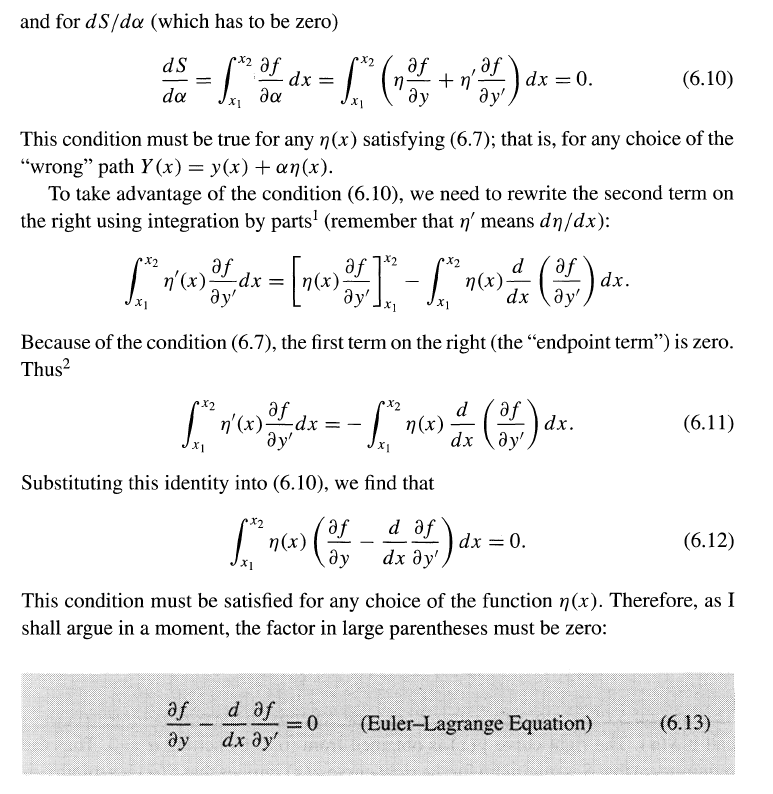 and for dS/dα (which has to be zero)
dS/dα = ∫_{x₁}^{x₂} ∂f/∂α dx = ∫_{x₁}^{x₂} (η ∂f/∂y + η′ ∂f/∂y′) dx = 0. (6.10)
This condition must be true for any η(x) satisfying (6.7); that is, for any choice of the
“wrong” path Y(x) = y(x) + αη(x).
To take advantage of the condition (6.10), we need to rewrite the second term on
the right using integration by parts¹ (remember that η′ means dη/dx):
∫_{x₁}^{x₂} η′(x) ∂f/∂y′ dx = [η(x) ∂f/∂y′]_{x₁}^{x₂} − ∫_{x₁}^{x₂} η(x) d/dx (∂f/∂y′) dx.
Because of the condition (6.7), the first term on the right (the “endpoint term”) is zero.
Thus²
∫_{x₁}^{x₂} η′(x) ∂f/∂y′ dx = − ∫_{x₁}^{x₂} η(x) d/dx (∂f/∂y′) dx. (6.11)
Substituting this identity into (6.10), we find that
∫_{x₁}^{x₂} η(x) (∂f/∂y − d/dx ∂f/∂y′) dx = 0. (6.12)
This condition must be satisfied for any choice of the function η(x). Therefore, as I
shall argue in a moment, the factor in large parentheses must be zero:
∂f/∂y − d/dx ∂f/∂y′ = 0 (Euler–Lagrange Equation) (6.13)